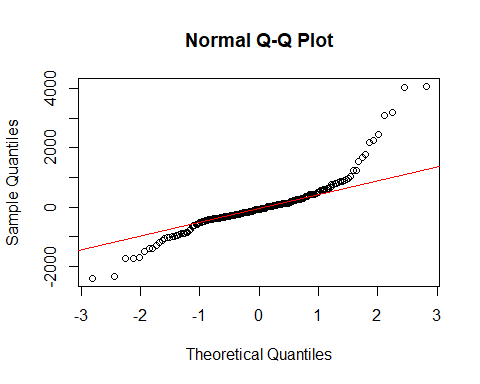 Normal Q-Q Plot
Sample Quantiles
4000
2000
0
-2000
-3 -2 -1 0 1 2 3
Theoretical Quantiles